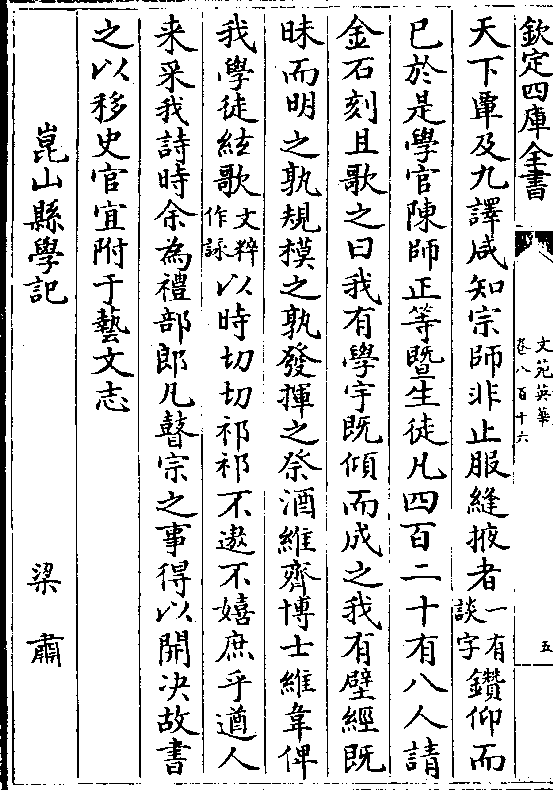 欽定四庫全書
文苑英華
卷八百十六
五
天下覃及九譯咸知宗師非止服縫掖者一有談字鑽仰而
已於是學官陳師正等暨生徒凡四百二十有八人請
金石刻且歌之曰我有學宇既傾而成之我有壁經既
昧而明之孰規模之孰發揮之祭酒維齊博士維韋俾
我學徒絃歌文粹作詠以時切切祁祁不遨不嬉庶乎遒人
来采我詩時余為禮部郎凡瞽宗之事得以開決故書
之以移史官宜附于藝文志
崑山縣學記　梁肅